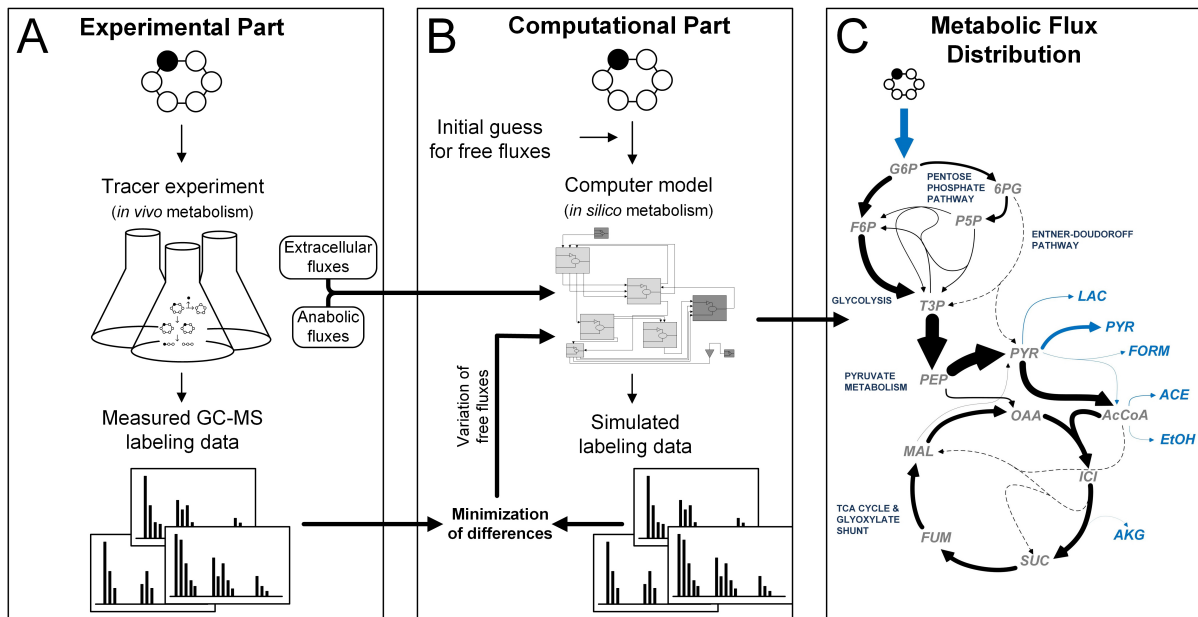 A
Experimental Part
Tracer experiment
(in vivo metabolism)
Extracellular
fluxes
Anabolic
fluxes
Measured GC-MS
labeling data
B
Computational Part
Initial guess
for free fluxes
Computer model
(in silico metabolism)
Variation of
free fluxes
Simulated
labeling data
Minimization
of differences
C
Metabolic Flux
Distribution
G6P
PENTOSE
PHOSPHATE
PATHWAY
6PG
F6P
P5P
ENTNER-DOUDOROFF
PATHWAY
GLYCOLYSIS
T3P
LAC
PYR
PYR
FORM
PYRUVATE
METABOLISM
PEP
ACE
OAA
AcCoA
EtOH
MAL
ICI
TCA CYCLE &
GLYOXYLATE
SHUNT
FUM
AKG
SUC